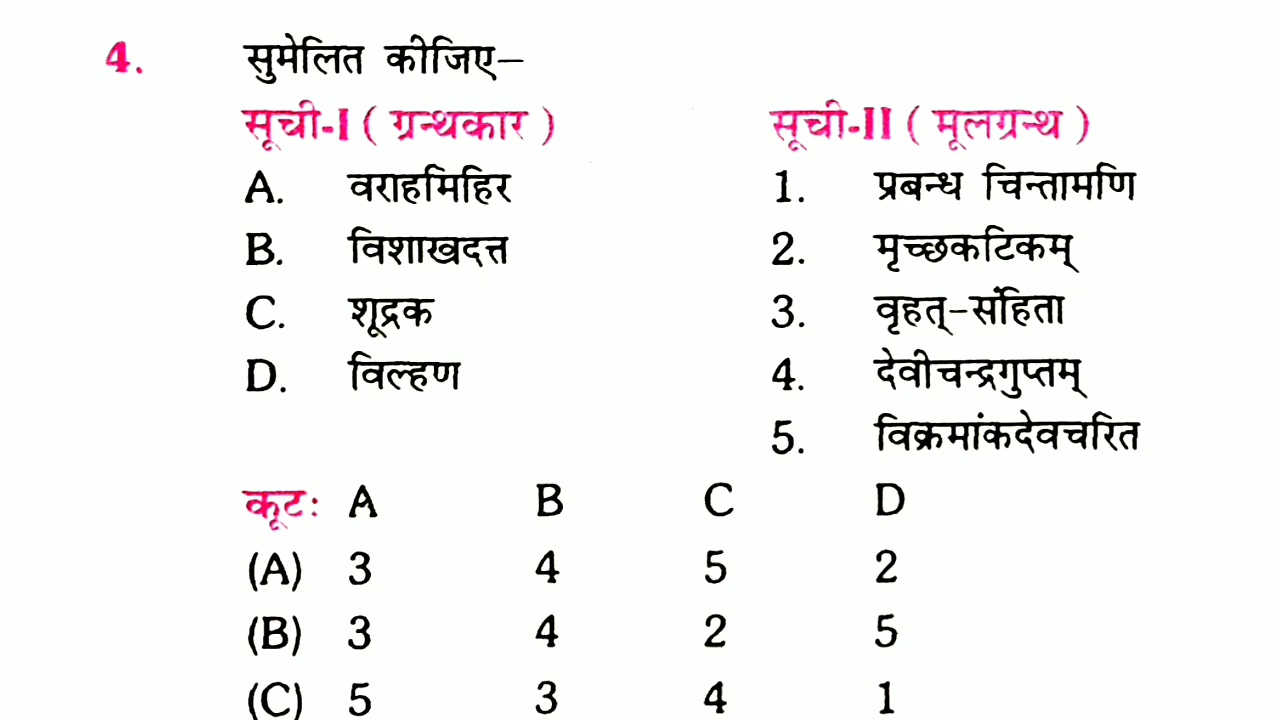 4. सुमेलित कीजिए–
सूची-I ( ग्रन्थकार ) सूची-II ( मूलग्रन्थ )
A. वराहमिहिर 1. प्रबन्ध चिन्तामणि
B. विशाखदत्त 2. मृच्छकटिकम्
C. शूद्रक 3. वृहत्–संहिता
D. विल्हण 4. देवीचन्द्रगुप्तम्
5. विक्रमांकदेवचरित
कूटः A B C D
(A) 3 4 5 2
(B) 3 4 2 5
(C) 5 3 4 1